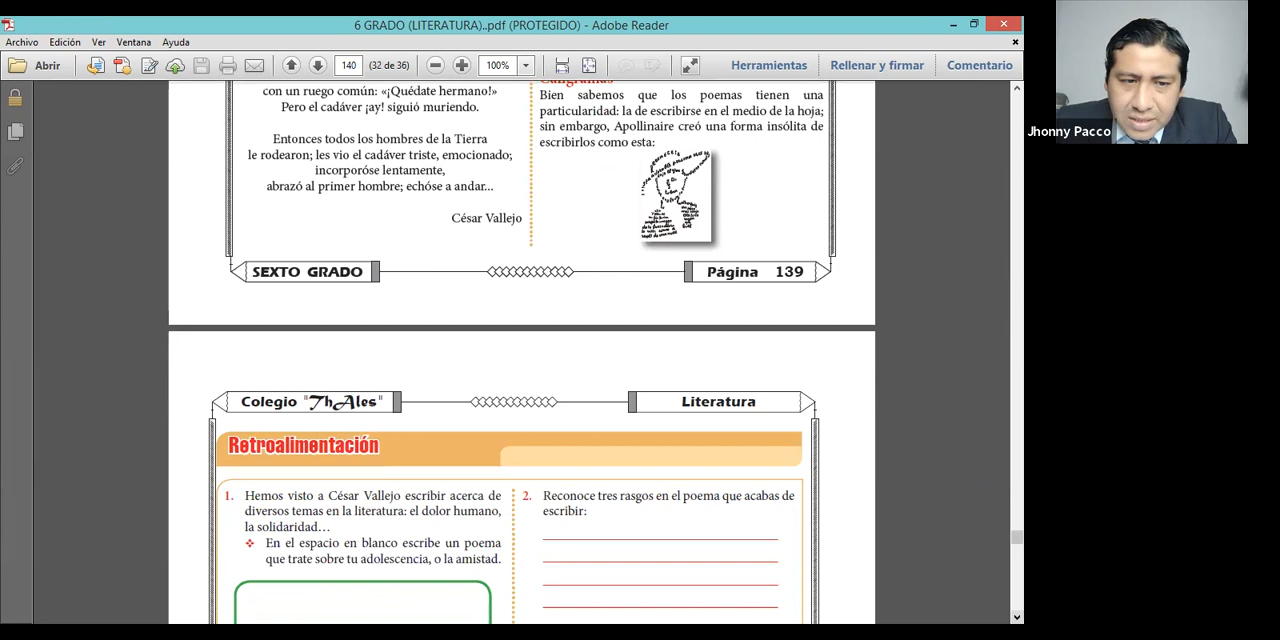 6 GRADO (LITERATURA)..pdf (PROTEGIDO) - Adobe Reader
Archivo Edición Ver Ventana Ayuda
Abrir 140 (32 de 36) 100% Herramientas Rellenar y firmar Comentario
con un ruego común: «¡Quédate hermano!»
Pero el cadáver ¡ay! siguió muriendo.
Entonces todos los hombres de la Tierra
le rodearon; les vio el cadáver triste, emocionado;
incorporóse lentamente,
abrazó al primer hombre; echóse a andar...
César Vallejo
Caligramas
Bien sabemos que los poemas tienen una
particularidad: la de escribirse en el medio de la hoja;
sin embargo, Apollinaire creó una forma insólita de
escribirlos como esta:
SEXTO GRADO
Página 139
Colegio "ThAles"
Literatura
Retroalimentación
1. Hemos visto a César Vallejo escribir acerca de
diversos temas en la literatura: el dolor humano,
la solidaridad…
❖ En el espacio en blanco escribe un poema
que trate sobre tu adolescencia, o la amistad.
2. Reconoce tres rasgos en el poema que acabas de
escribir:
Jhonny Pacco